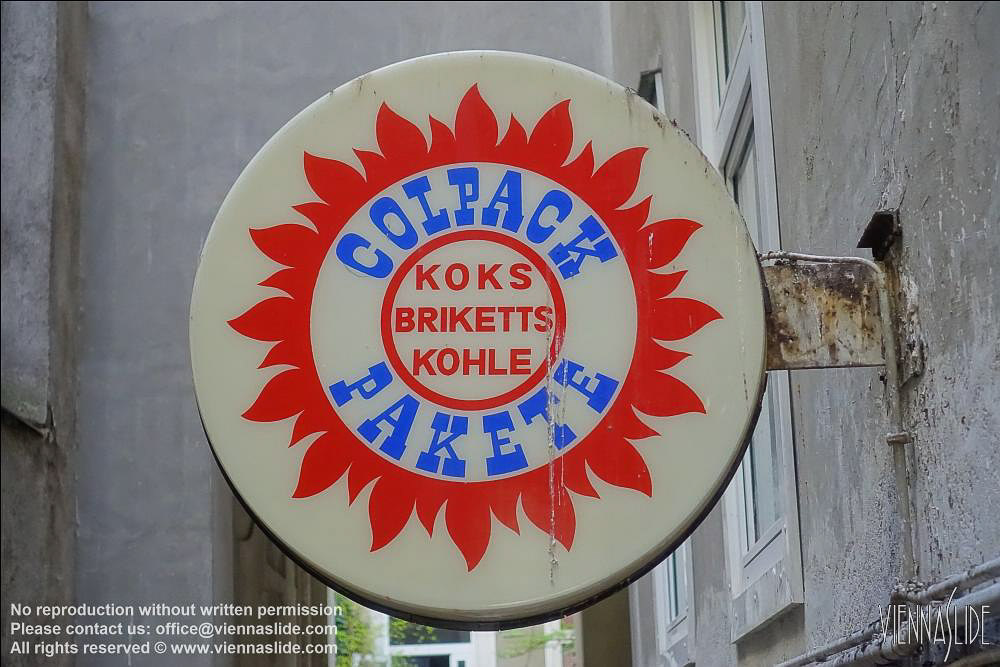 COLPACK
KOKS
BRIKETTS
KOHLE
PAKETE
No reproduction without written permission
Please contact us: office@viennaslide.com
All rights reserved © www.viennaslide.com
VIENNASLIDE